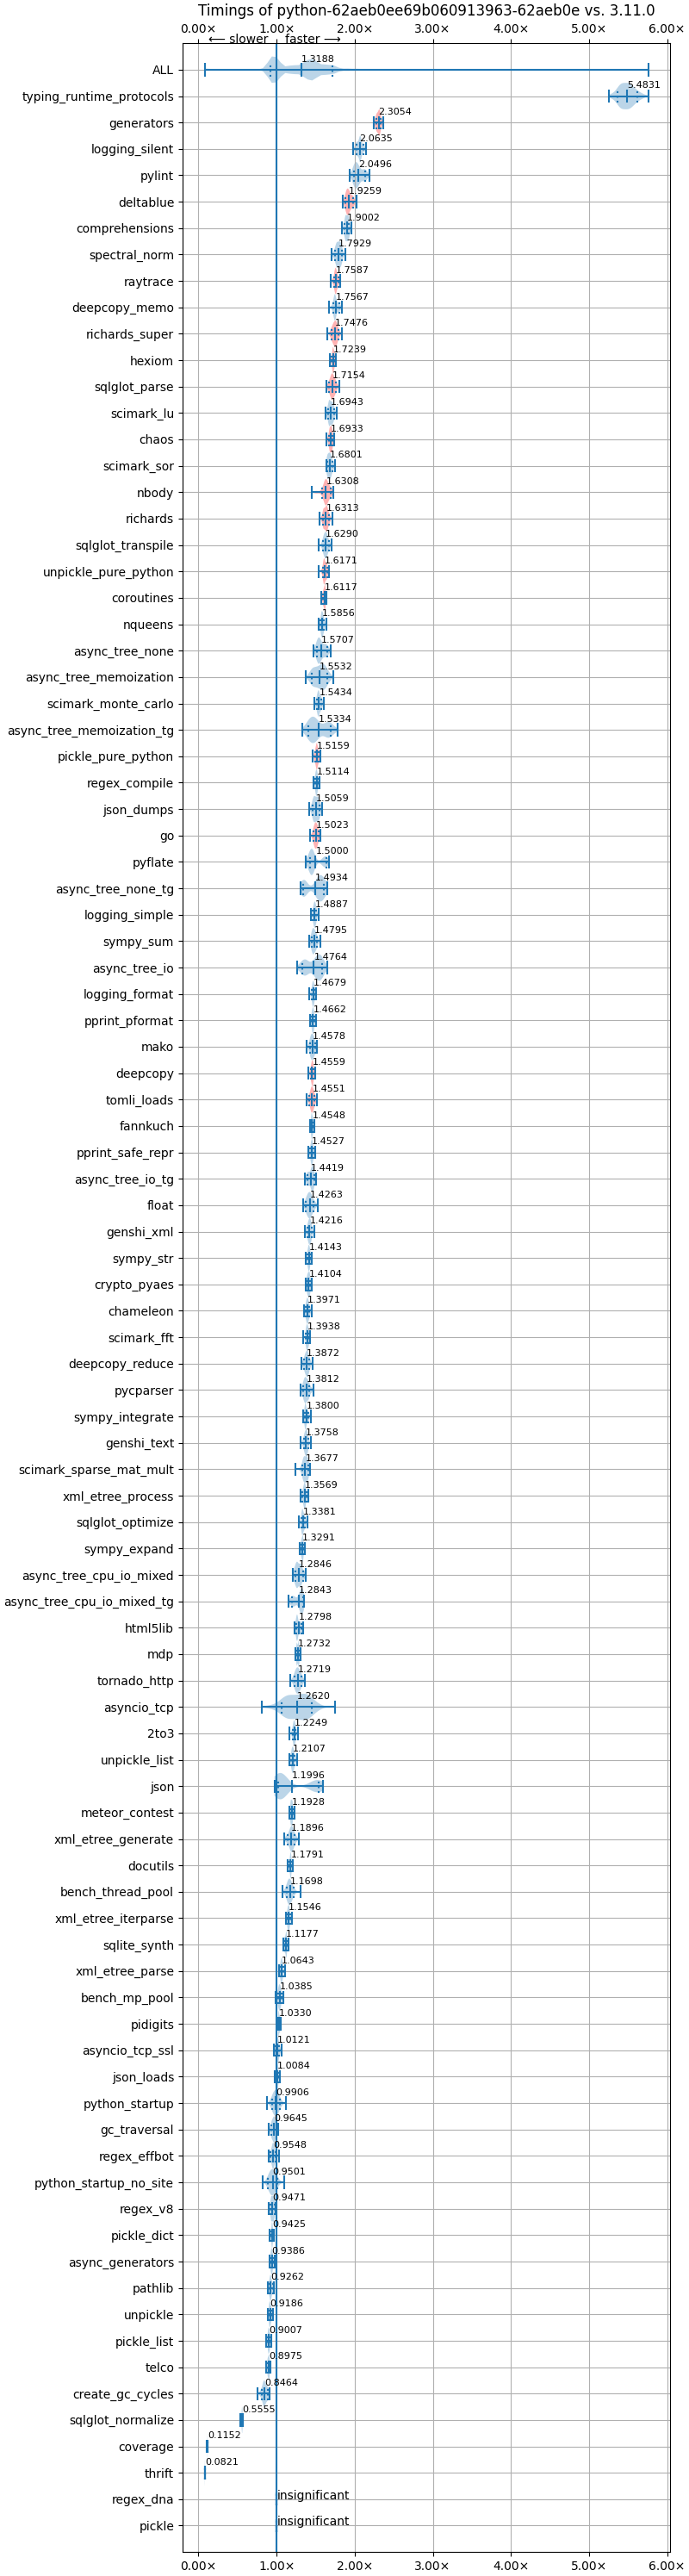 Timings of python-62aeb0ee69b060913963-62aeb0e vs. 3.11.0
0.00× 1.00× 2.00× 3.00× 4.00× 5.00× 6.00×
⟵ slower faster ⟶
ALL 1.3188
typing_runtime_protocols 5.4831
generators 2.3054
logging_silent 2.0635
pylint 2.0496
deltablue 1.9259
comprehensions 1.9002
spectral_norm 1.7929
raytrace 1.7587
deepcopy_memo 1.7567
richards_super 1.7476
hexiom 1.7239
sqlglot_parse 1.7154
scimark_lu 1.6943
chaos 1.6933
scimark_sor 1.6801
nbody 1.6308
richards 1.6313
sqlglot_transpile 1.6290
unpickle_pure_python 1.6171
coroutines 1.6117
nqueens 1.5856
async_tree_none 1.5707
async_tree_memoization 1.5532
scimark_monte_carlo 1.5434
async_tree_memoization_tg 1.5334
pickle_pure_python 1.5159
regex_compile 1.5114
json_dumps 1.5059
go 1.5023
pyflate 1.5000
async_tree_none_tg 1.4934
logging_simple 1.4887
sympy_sum 1.4795
async_tree_io 1.4764
logging_format 1.4679
pprint_pformat 1.4662
mako 1.4578
deepcopy 1.4559
tomli_loads 1.4551
fannkuch 1.4548
pprint_safe_repr 1.4527
async_tree_io_tg 1.4419
float 1.4263
genshi_xml 1.4216
sympy_str 1.4143
crypto_pyaes 1.4104
chameleon 1.3971
scimark_fft 1.3938
deepcopy_reduce 1.3872
pycparser 1.3812
sympy_integrate 1.3800
genshi_text 1.3758
scimark_sparse_mat_mult 1.3677
xml_etree_process 1.3569
sqlglot_optimize 1.3381
sympy_expand 1.3291
async_tree_cpu_io_mixed 1.2846
async_tree_cpu_io_mixed_tg 1.2843
html5lib 1.2798
mdp 1.2732
tornado_http 1.2719
asyncio_tcp 1.2620
2to3 1.2249
unpickle_list 1.2107
json 1.1996
meteor_contest 1.1928
xml_etree_generate 1.1896
docutils 1.1791
bench_thread_pool 1.1698
xml_etree_iterparse 1.1546
sqlite_synth 1.1177
xml_etree_parse 1.0643
bench_mp_pool 1.0385
pidigits 1.0330
asyncio_tcp_ssl 1.0121
json_loads 1.0084
python_startup 0.9906
gc_traversal 0.9645
regex_effbot 0.9548
python_startup_no_site 0.9501
regex_v8 0.9471
pickle_dict 0.9425
async_generators 0.9386
pathlib 0.9262
unpickle 0.9186
pickle_list 0.9007
telco 0.8975
create_gc_cycles 0.8464
sqlglot_normalize 0.5555
coverage 0.1152
thrift 0.0821
regex_dna insignificant
pickle insignificant
0.00× 1.00× 2.00× 3.00× 4.00× 5.00× 6.00×